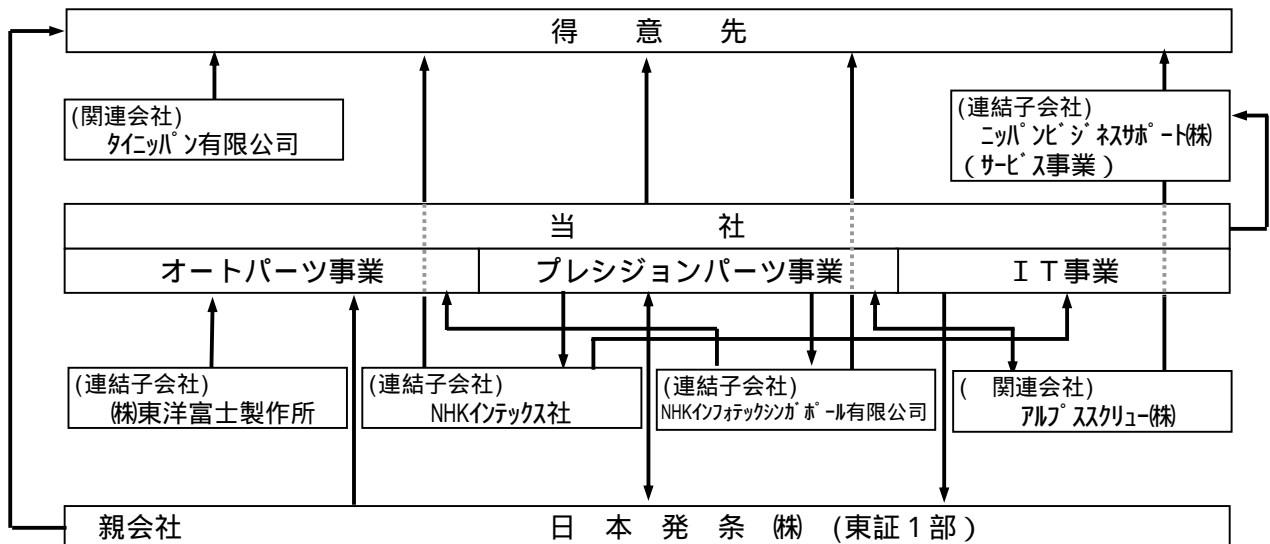 得 意 先
(関連会社)
ﾀｲﾆｯﾊﾟﾝ有限公司
(連結子会社)
ﾆｯﾊﾟﾝﾋﾞｼﾞﾈｽｻﾎﾟｰﾄ㈱
(ｻｰﾋﾞｽ事業)
当 社
オートパーツ事業
プレシジョンパーツ事業
ＩＴ事業
(連結子会社)
㈱東洋富士製作所
(連結子会社)
NHKｲﾝﾃｯｸｽ社
(連結子会社)
NHKｲﾝﾌｫﾃｯｸｼﾝｶﾞﾎﾟｰﾙ有限公司
( 関連会社)
ｱﾙﾌﾟｽｽｸﾘｭｰ㈱
親会社 日 本 発 条 ㈱ (東証１部)